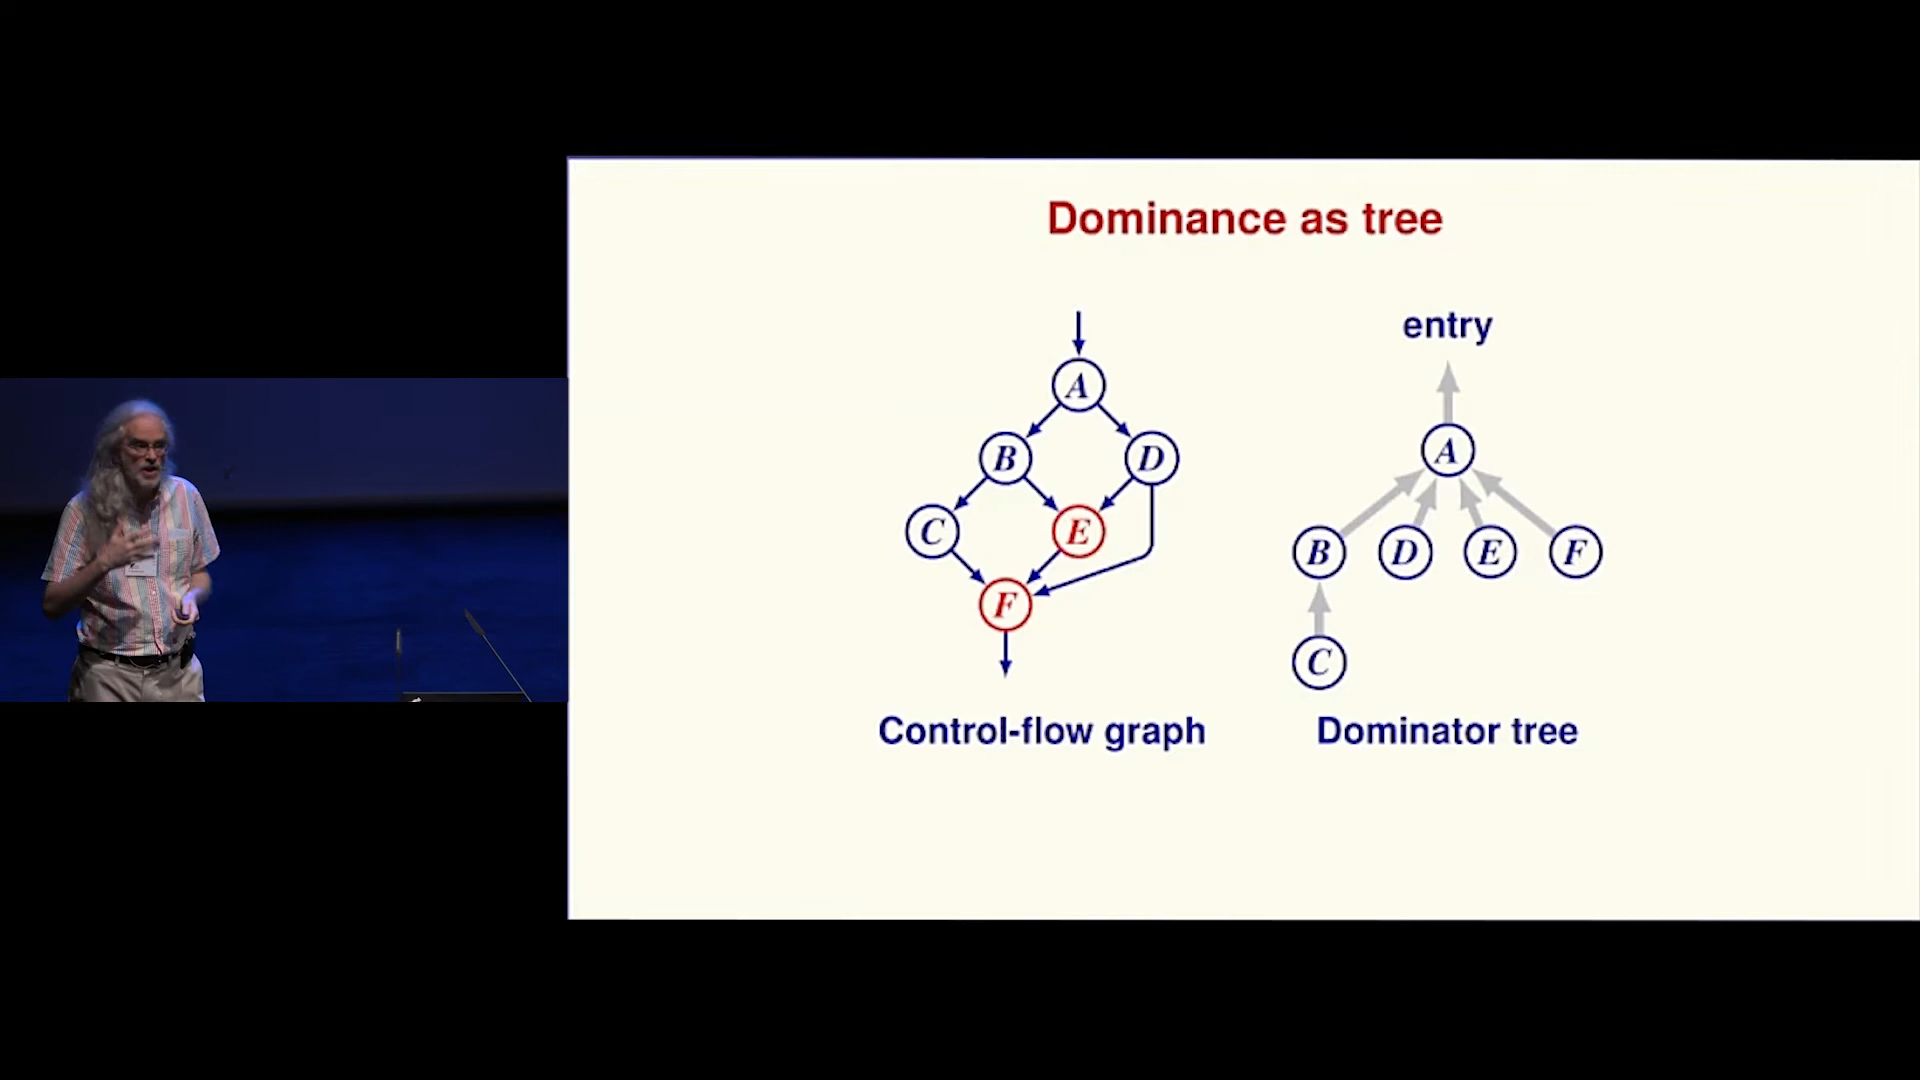 Dominance as tree
entry
A
B
D
C
E
F
A
B
D
E
F
C
Control-flow graph
Dominator tree